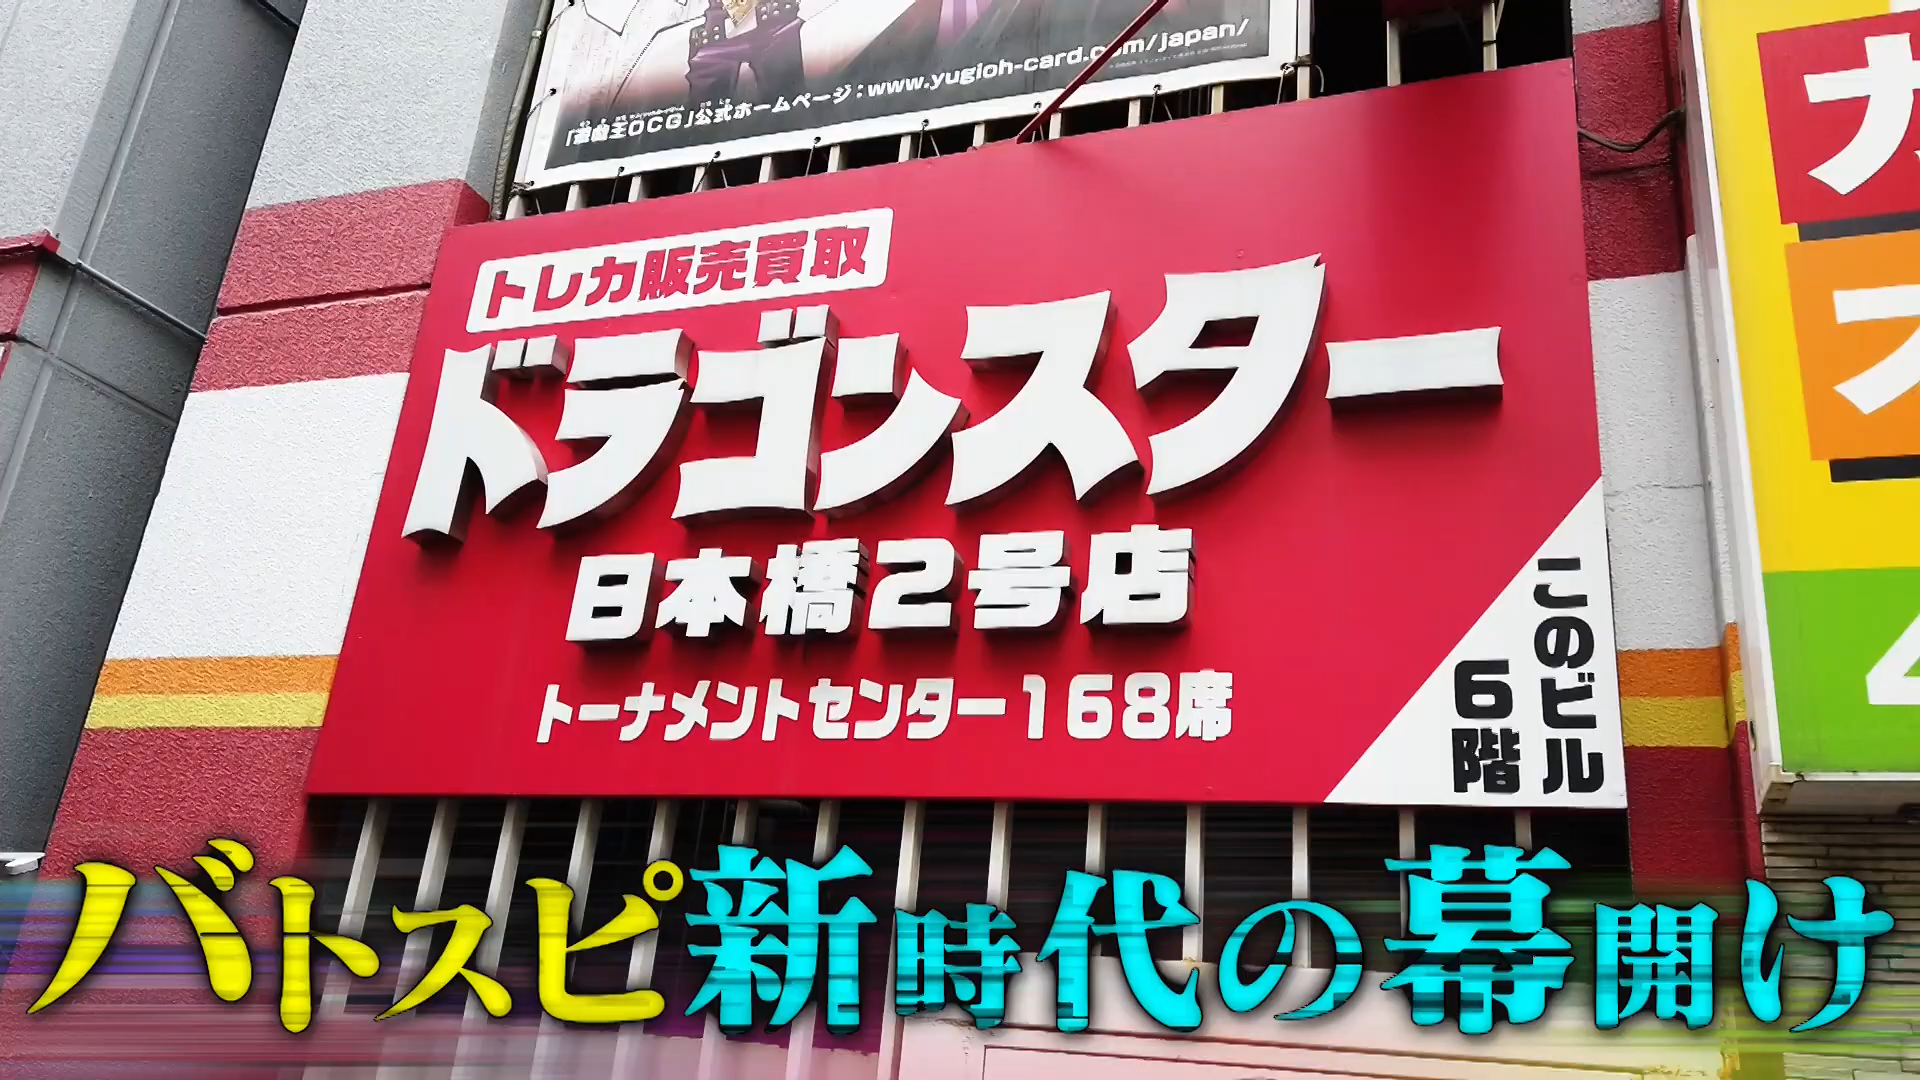 「遊戯王OCG」公式ホームページ:www.yugioh-card.com/japan/
トレカ販売買取
ドラゴンスター
日本橋2号店
トーナメントセンター168席
このビル
6階
バトスピ新時代の幕開け